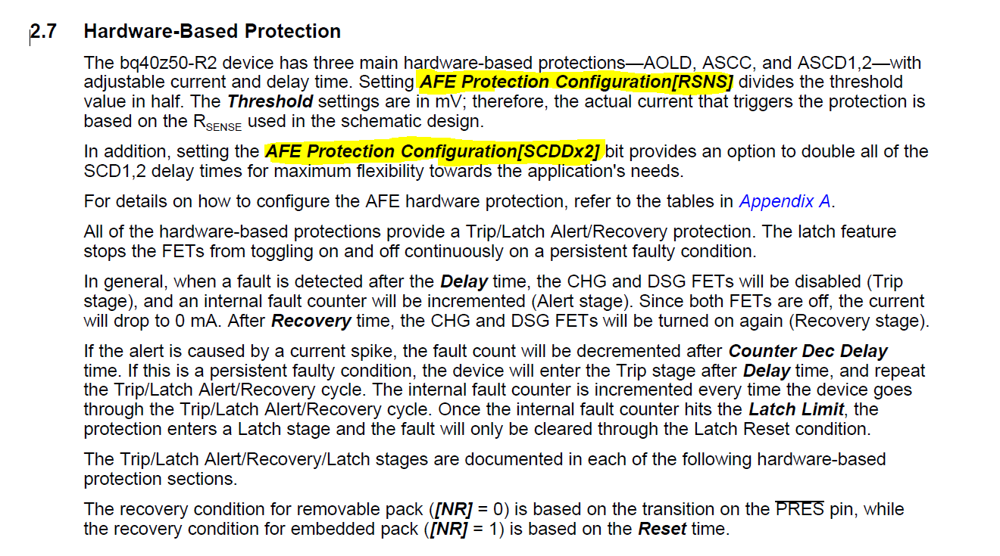 2.7 Hardware-Based Protection
The bq40z50-R2 device has three main hardware-based protections—AOLD, ASCC, and ASCD1,2—with
adjustable current and delay time. Setting AFE Protection Configuration[RSNS] divides the threshold
value in half. The Threshold settings are in mV; therefore, the actual current that triggers the protection is
based on the RSENSE used in the schematic design.
In addition, setting the AFE Protection Configuration[SCDDx2] bit provides an option to double all of the
SCD1,2 delay times for maximum flexibility towards the application's needs.
For details on how to configure the AFE hardware protection, refer to the tables in Appendix A.
All of the hardware-based protections provide a Trip/Latch Alert/Recovery protection. The latch feature
stops the FETs from toggling on and off continuously on a persistent faulty condition.
In general, when a fault is detected after the Delay time, the CHG and DSG FETs will be disabled (Trip
stage), and an internal fault counter will be incremented (Alert stage). Since both FETs are off, the current
will drop to 0 mA. After Recovery time, the CHG and DSG FETs will be turned on again (Recovery stage).
If the alert is caused by a current spike, the fault count will be decremented after Counter Dec Delay
time. If this is a persistent faulty condition, the device will enter the Trip stage after Delay time, and repeat
the Trip/Latch Alert/Recovery cycle. The internal fault counter is incremented every time the device goes
through the Trip/Latch Alert/Recovery cycle. Once the internal fault counter hits the Latch Limit, the
protection enters a Latch stage and the fault will only be cleared through the Latch Reset condition.
The Trip/Latch Alert/Recovery/Latch stages are documented in each of the following hardware-based
protection sections.
The recovery condition for removable pack ([NR] = 0) is based on the transition on the PRES pin, while
the recovery condition for embedded pack ([NR] = 1) is based on the Reset time.